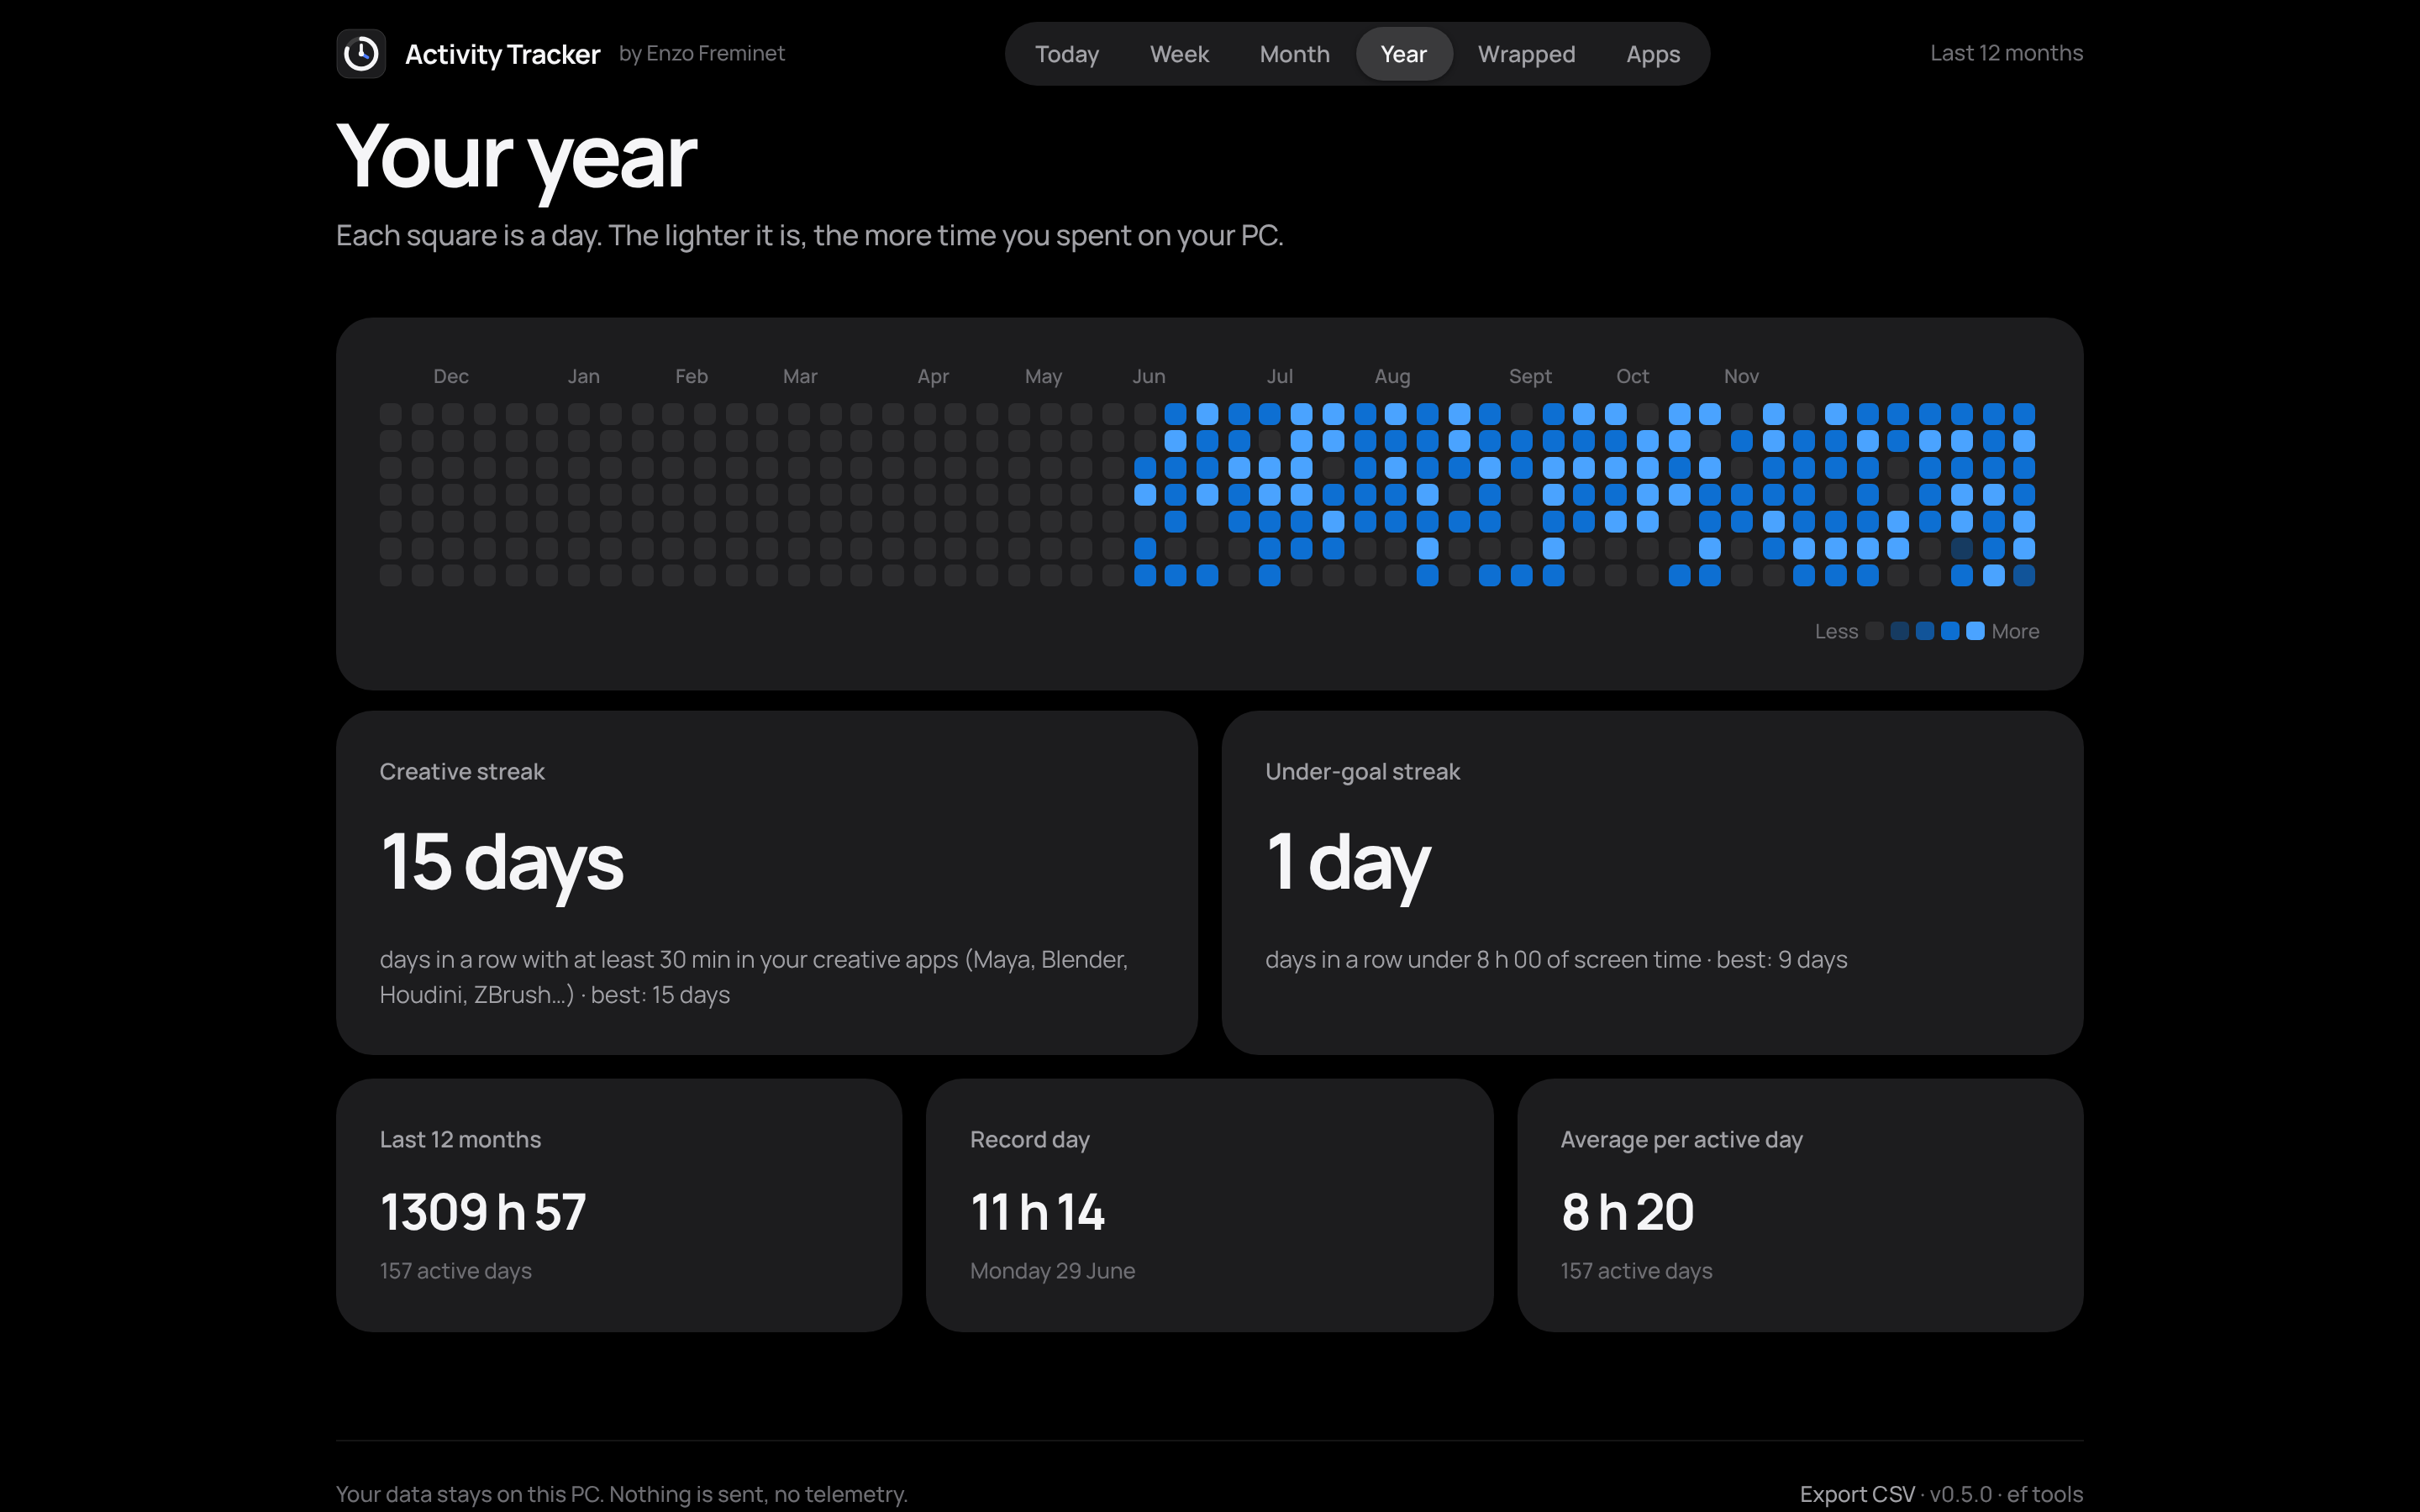 Activity Tracker by Enzo Freminet
Today Week Month Year Wrapped Apps
Last 12 months
Your year
Each square is a day. The lighter it is, the more time you spent on your PC.
Dec Jan Feb Mar Apr May Jun Jul Aug Sept Oct Nov
Less More
Creative streak
15 days
days in a row with at least 30 min in your creative apps (Maya, Blender,
Houdini, ZBrush…) · best: 15 days
Under-goal streak
1 day
days in a row under 8 h 00 of screen time · best: 9 days
Last 12 months
1309 h 57
157 active days
Record day
11 h 14
Monday 29 June
Average per active day
8 h 20
157 active days
Your data stays on this PC. Nothing is sent, no telemetry.
Export CSV · v0.5.0 · ef tools